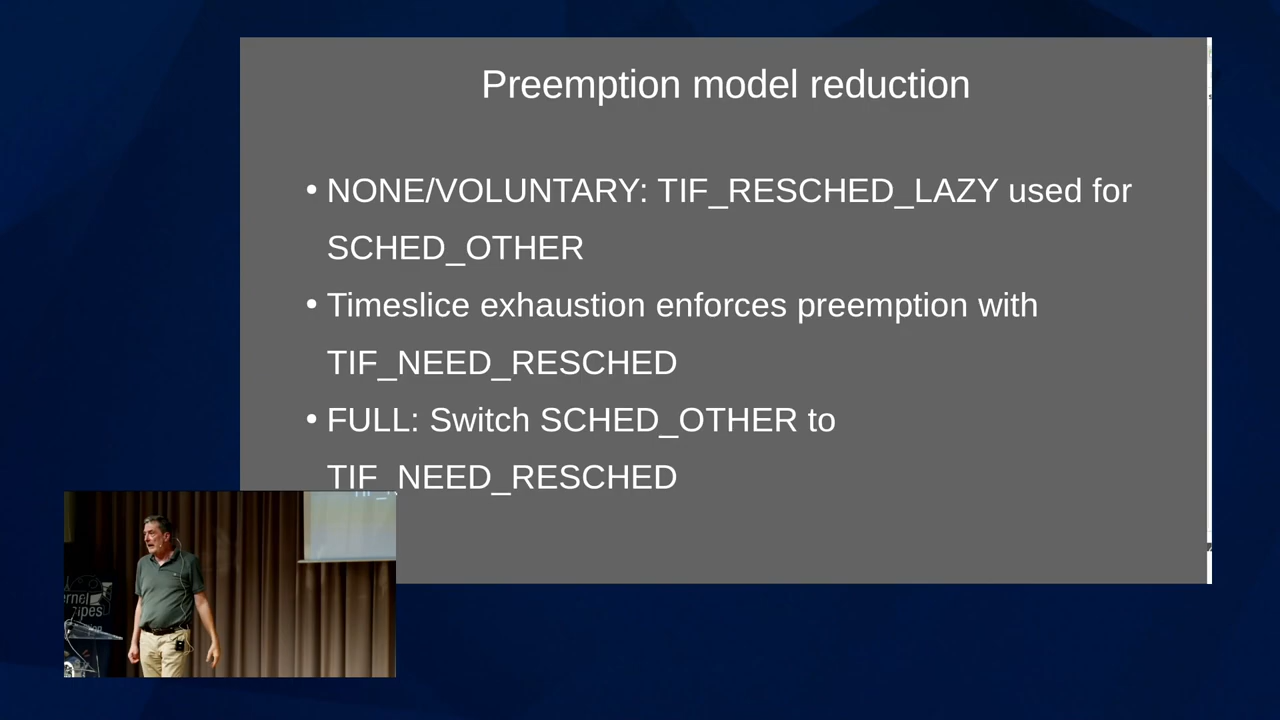 Preemption model reduction
• NONE/VOLUNTARY: TIF_RESCHED_LAZY used for
SCHED_OTHER
• Timeslice exhaustion enforces preemption with
TIF_NEED_RESCHED
• FULL: Switch SCHED_OTHER to
TIF_NEED_RESCHED